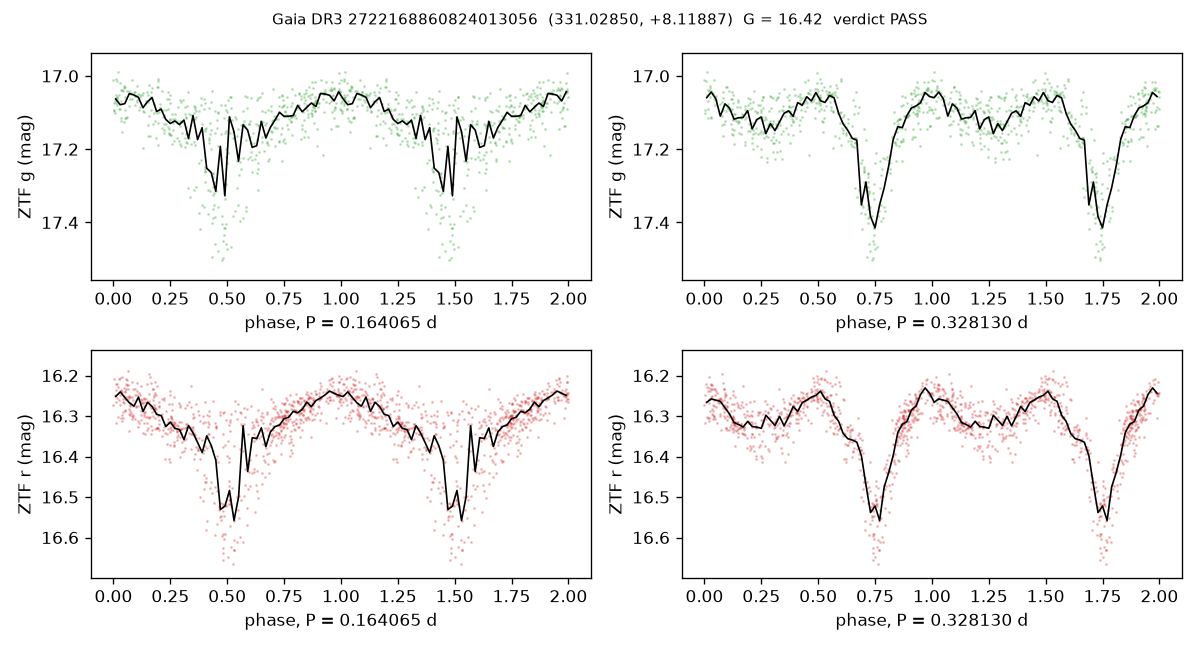 Gaia DR3 2722168860824013056 (331.02850, +8.11887) G = 16.42 verdict PASS
17.0
17.2
17.4
ZTF g (mag)
0.00 0.25 0.50 0.75 1.00 1.25 1.50 1.75 2.00
phase, P = 0.164065 d
17.0
17.2
17.4
ZTF g (mag)
0.00 0.25 0.50 0.75 1.00 1.25 1.50 1.75 2.00
phase, P = 0.328130 d
16.2
16.3
16.4
16.5
16.6
ZTF r (mag)
0.00 0.25 0.50 0.75 1.00 1.25 1.50 1.75 2.00
phase, P = 0.164065 d
16.2
16.3
16.4
16.5
16.6
ZTF r (mag)
0.00 0.25 0.50 0.75 1.00 1.25 1.50 1.75 2.00
phase, P = 0.328130 d